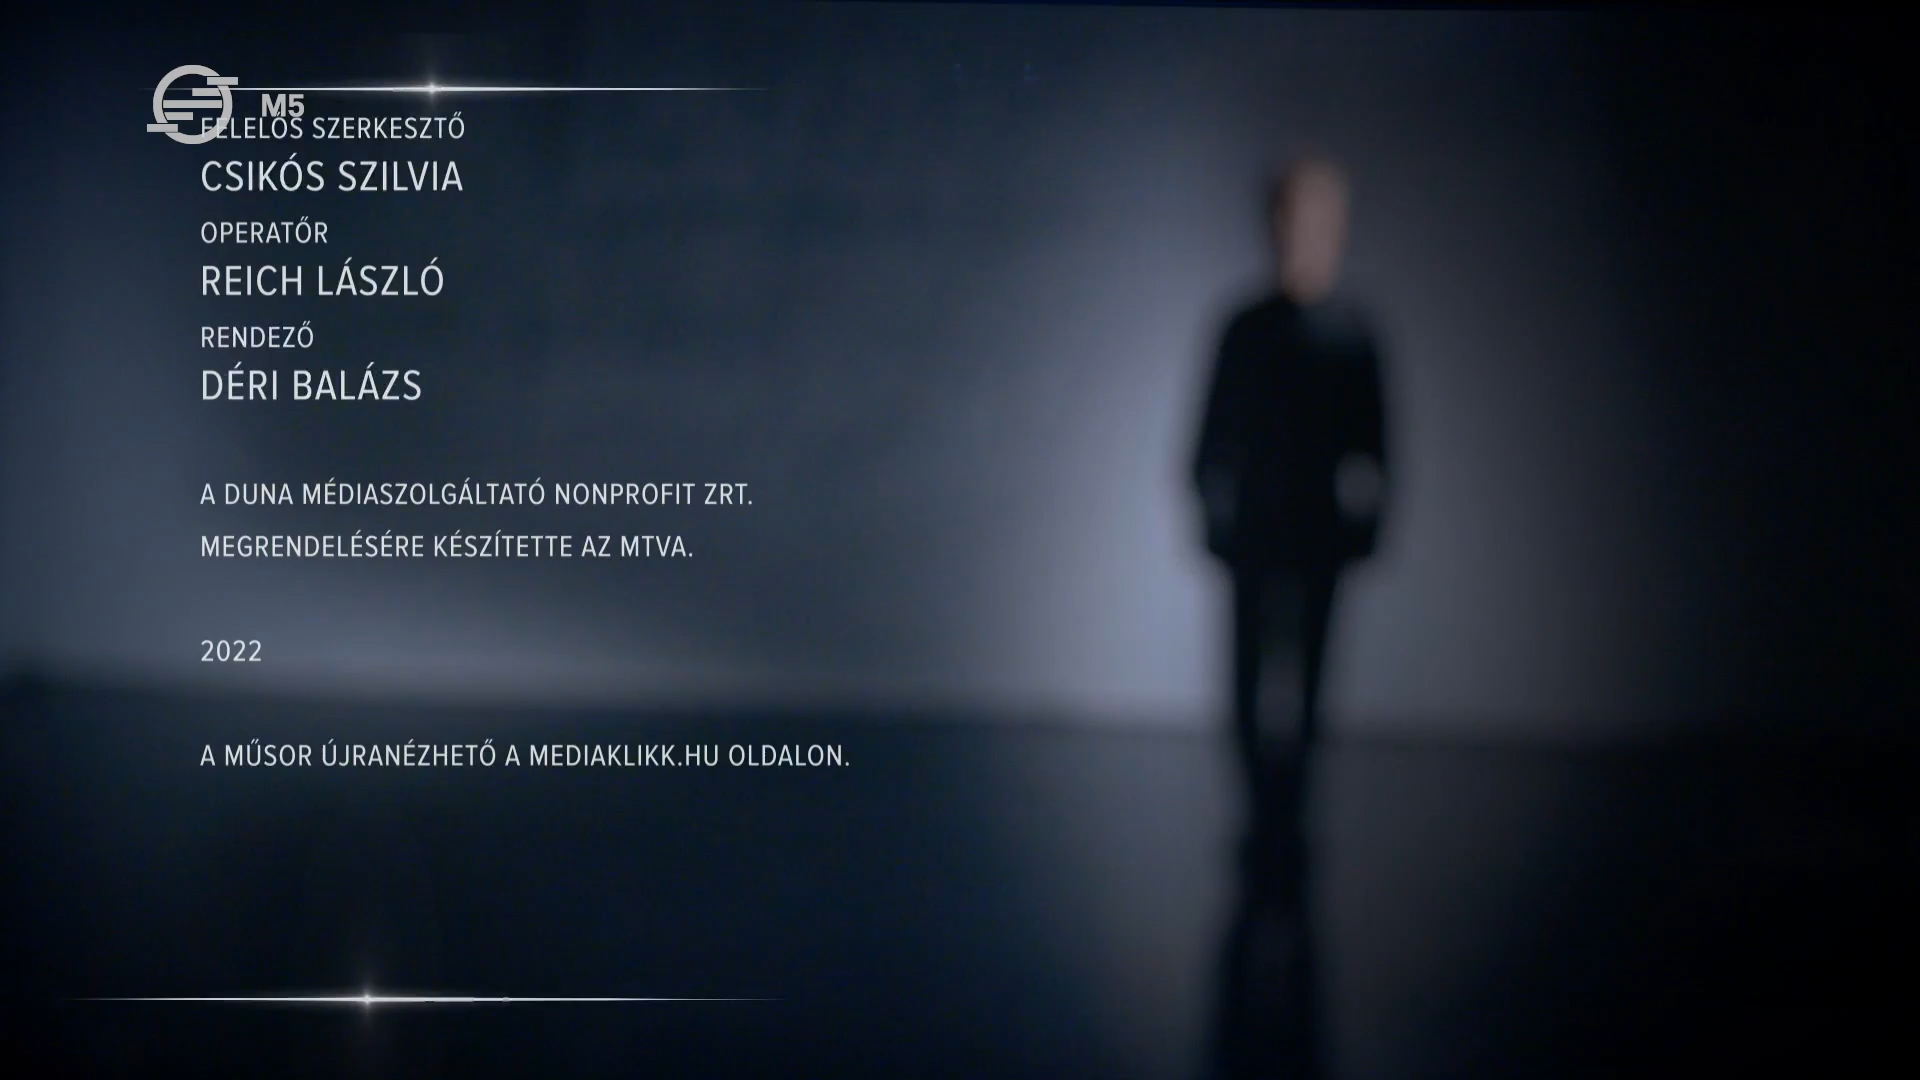 M5
FELELŐS SZERKESZTŐ
CSIKÓS SZILVIA
OPERATŐR
REICH LÁSZLÓ
RENDEZŐ
DÉRI BALÁZS
A DUNA MÉDIASZOLGÁLTATÓ NONPROFIT ZRT.
MEGRENDELÉSÉRE KÉSZÍTETTE AZ MTVA.
2022
A MŰSOR ÚJRANÉZHETŐ A MEDIAKLIKK.HU OLDALON.